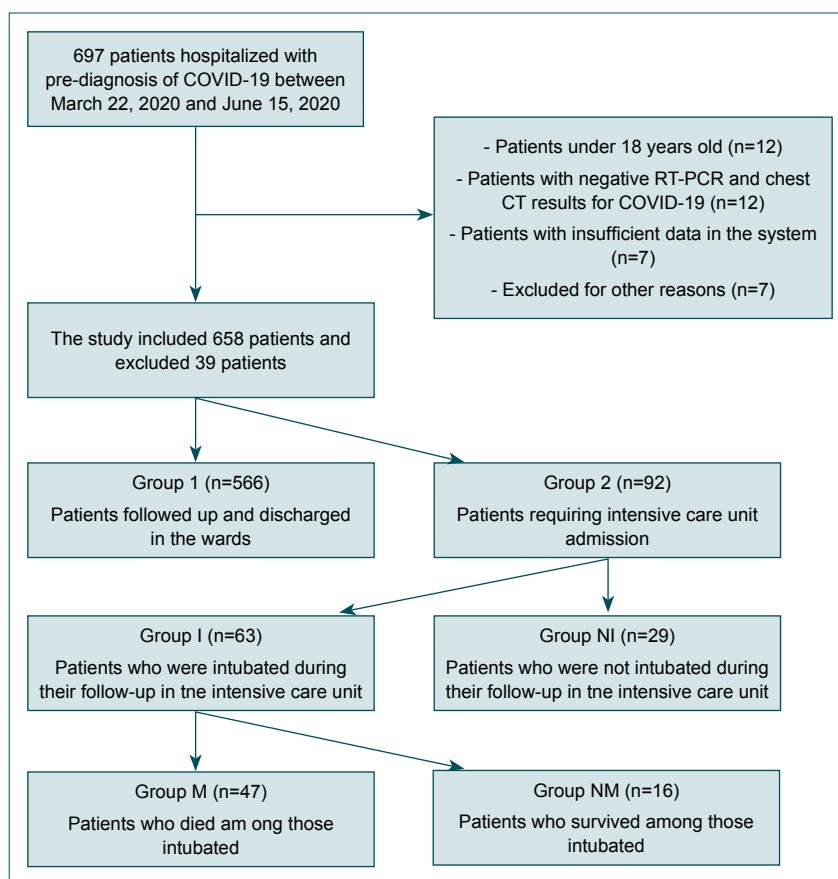 697 patients hospitalized with
pre-diagnosis of COVID-19 between
March 22, 2020 and June 15, 2020
- Patients under 18 years old (n=12)
- Patients with negative RT-PCR and chest
CT results for COVID-19 (n=12)
- Patients with insufficient data in the system
(n=7)
- Excluded for other reasons (n=7)
The study included 658 patients and
excluded 39 patients
Group 1 (n=566)
Patients followed up and discharged
in the wards
Group 2 (n=92)
Patients requiring intensive care unit
admission
Group I (n=63)
Patients who were intubated during
their follow-up in tne intensive care unit
Group NI (n=29)
Patients who were not intubated during
their follow-up in tne intensive care unit
Group M (n=47)
Patients who died am ong those
intubated
Group NM (n=16)
Patients who survived among those
intubated